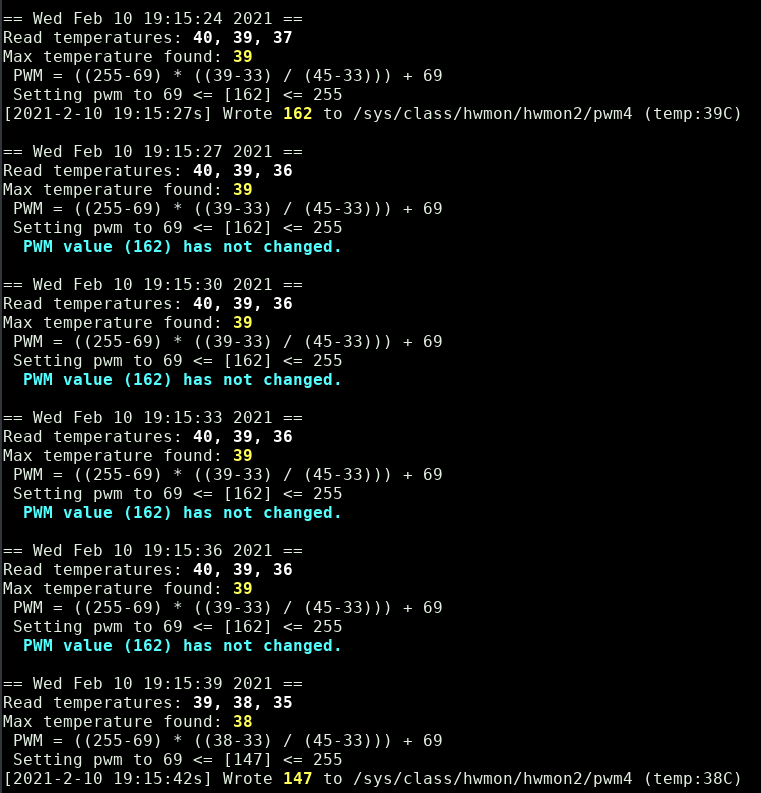 == Wed Feb 10 19:15:24 2021 ==
Read temperatures: 40, 39, 37
Max temperature found: 39
 PWM = ((255-69) * ((39-33) / (45-33))) + 69
 Setting pwm to 69 <= [162] <= 255
[2021-2-10 19:15:27s] Wrote 162 to /sys/class/hwmon/hwmon2/pwm4 (temp:39C)

== Wed Feb 10 19:15:27 2021 ==
Read temperatures: 40, 39, 36
Max temperature found: 39
 PWM = ((255-69) * ((39-33) / (45-33))) + 69
 Setting pwm to 69 <= [162] <= 255
  PWM value (162) has not changed.

== Wed Feb 10 19:15:30 2021 ==
Read temperatures: 40, 39, 36
Max temperature found: 39
 PWM = ((255-69) * ((39-33) / (45-33))) + 69
 Setting pwm to 69 <= [162] <= 255
  PWM value (162) has not changed.

== Wed Feb 10 19:15:33 2021 ==
Read temperatures: 40, 39, 36
Max temperature found: 39
 PWM = ((255-69) * ((39-33) / (45-33))) + 69
 Setting pwm to 69 <= [162] <= 255
  PWM value (162) has not changed.

== Wed Feb 10 19:15:36 2021 ==
Read temperatures: 40, 39, 36
Max temperature found: 39
 PWM = ((255-69) * ((39-33) / (45-33))) + 69
 Setting pwm to 69 <= [162] <= 255
  PWM value (162) has not changed.

== Wed Feb 10 19:15:39 2021 ==
Read temperatures: 39, 38, 35
Max temperature found: 38
 PWM = ((255-69) * ((38-33) / (45-33))) + 69
 Setting pwm to 69 <= [147] <= 255
[2021-2-10 19:15:42s] Wrote 147 to /sys/class/hwmon/hwmon2/pwm4 (temp:38C)